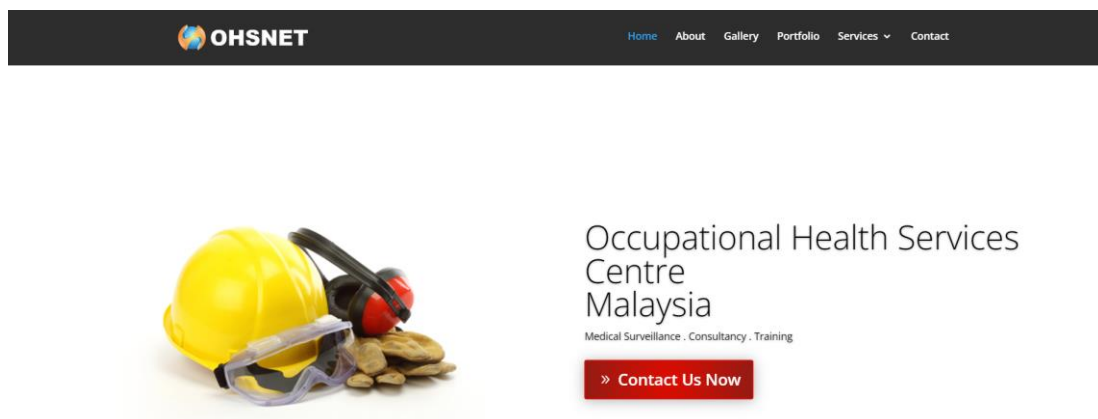 OHSNET
Home About Gallery Portfolio Services Contact
Occupational Health Services
Centre
Malaysia
Medical Surveillance . Consultancy . Training
» Contact Us Now